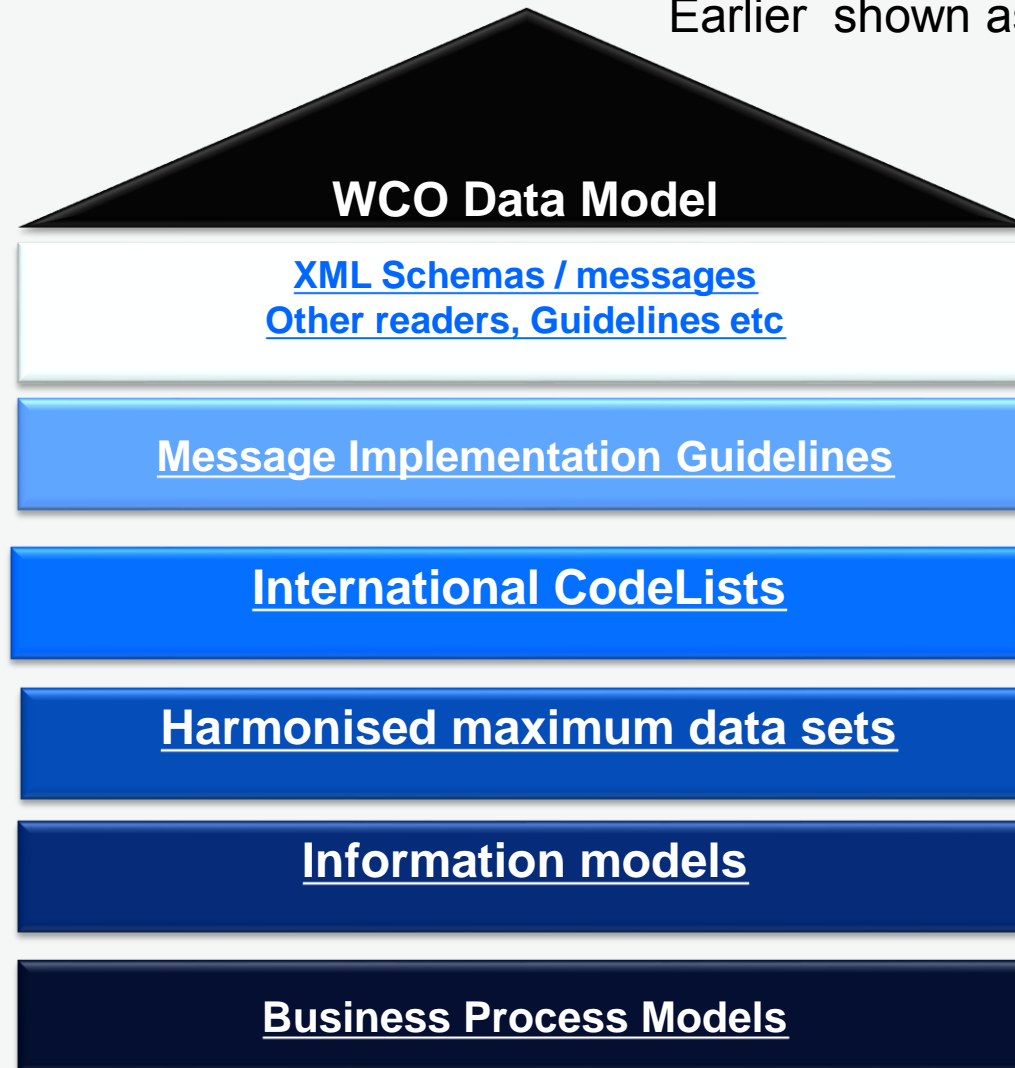 Earlier shown as
WCO Data Model
XML Schemas / messages
Other readers, Guidelines etc
Message Implementation Guidelines
International CodeLists
Harmonised maximum data sets
Information models
Business Process Models